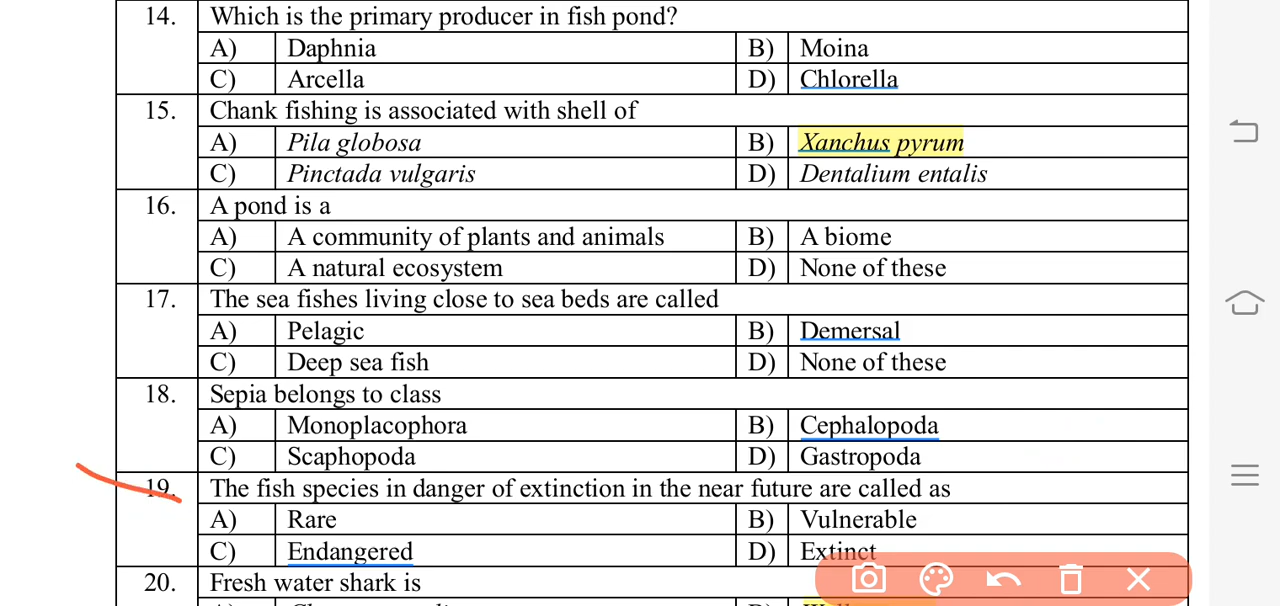 14. Which is the primary producer in fish pond?
A) Daphnia B) Moina
C) Arcella D) Chlorella
15. Chank fishing is associated with shell of
A) Pila globosa B) Xanchus pyrum
C) Pinctada vulgaris D) Dentalium entalis
16. A pond is a
A) A community of plants and animals B) A biome
C) A natural ecosystem D) None of these
17. The sea fishes living close to sea beds are called
A) Pelagic B) Demersal
C) Deep sea fish D) None of these
18. Sepia belongs to class
A) Monoplacophora B) Cephalopoda
C) Scaphopoda D) Gastropoda
19. The fish species in danger of extinction in the near future are called as
A) Rare B) Vulnerable
C) Endangered D) Extinct
20. Fresh water shark is